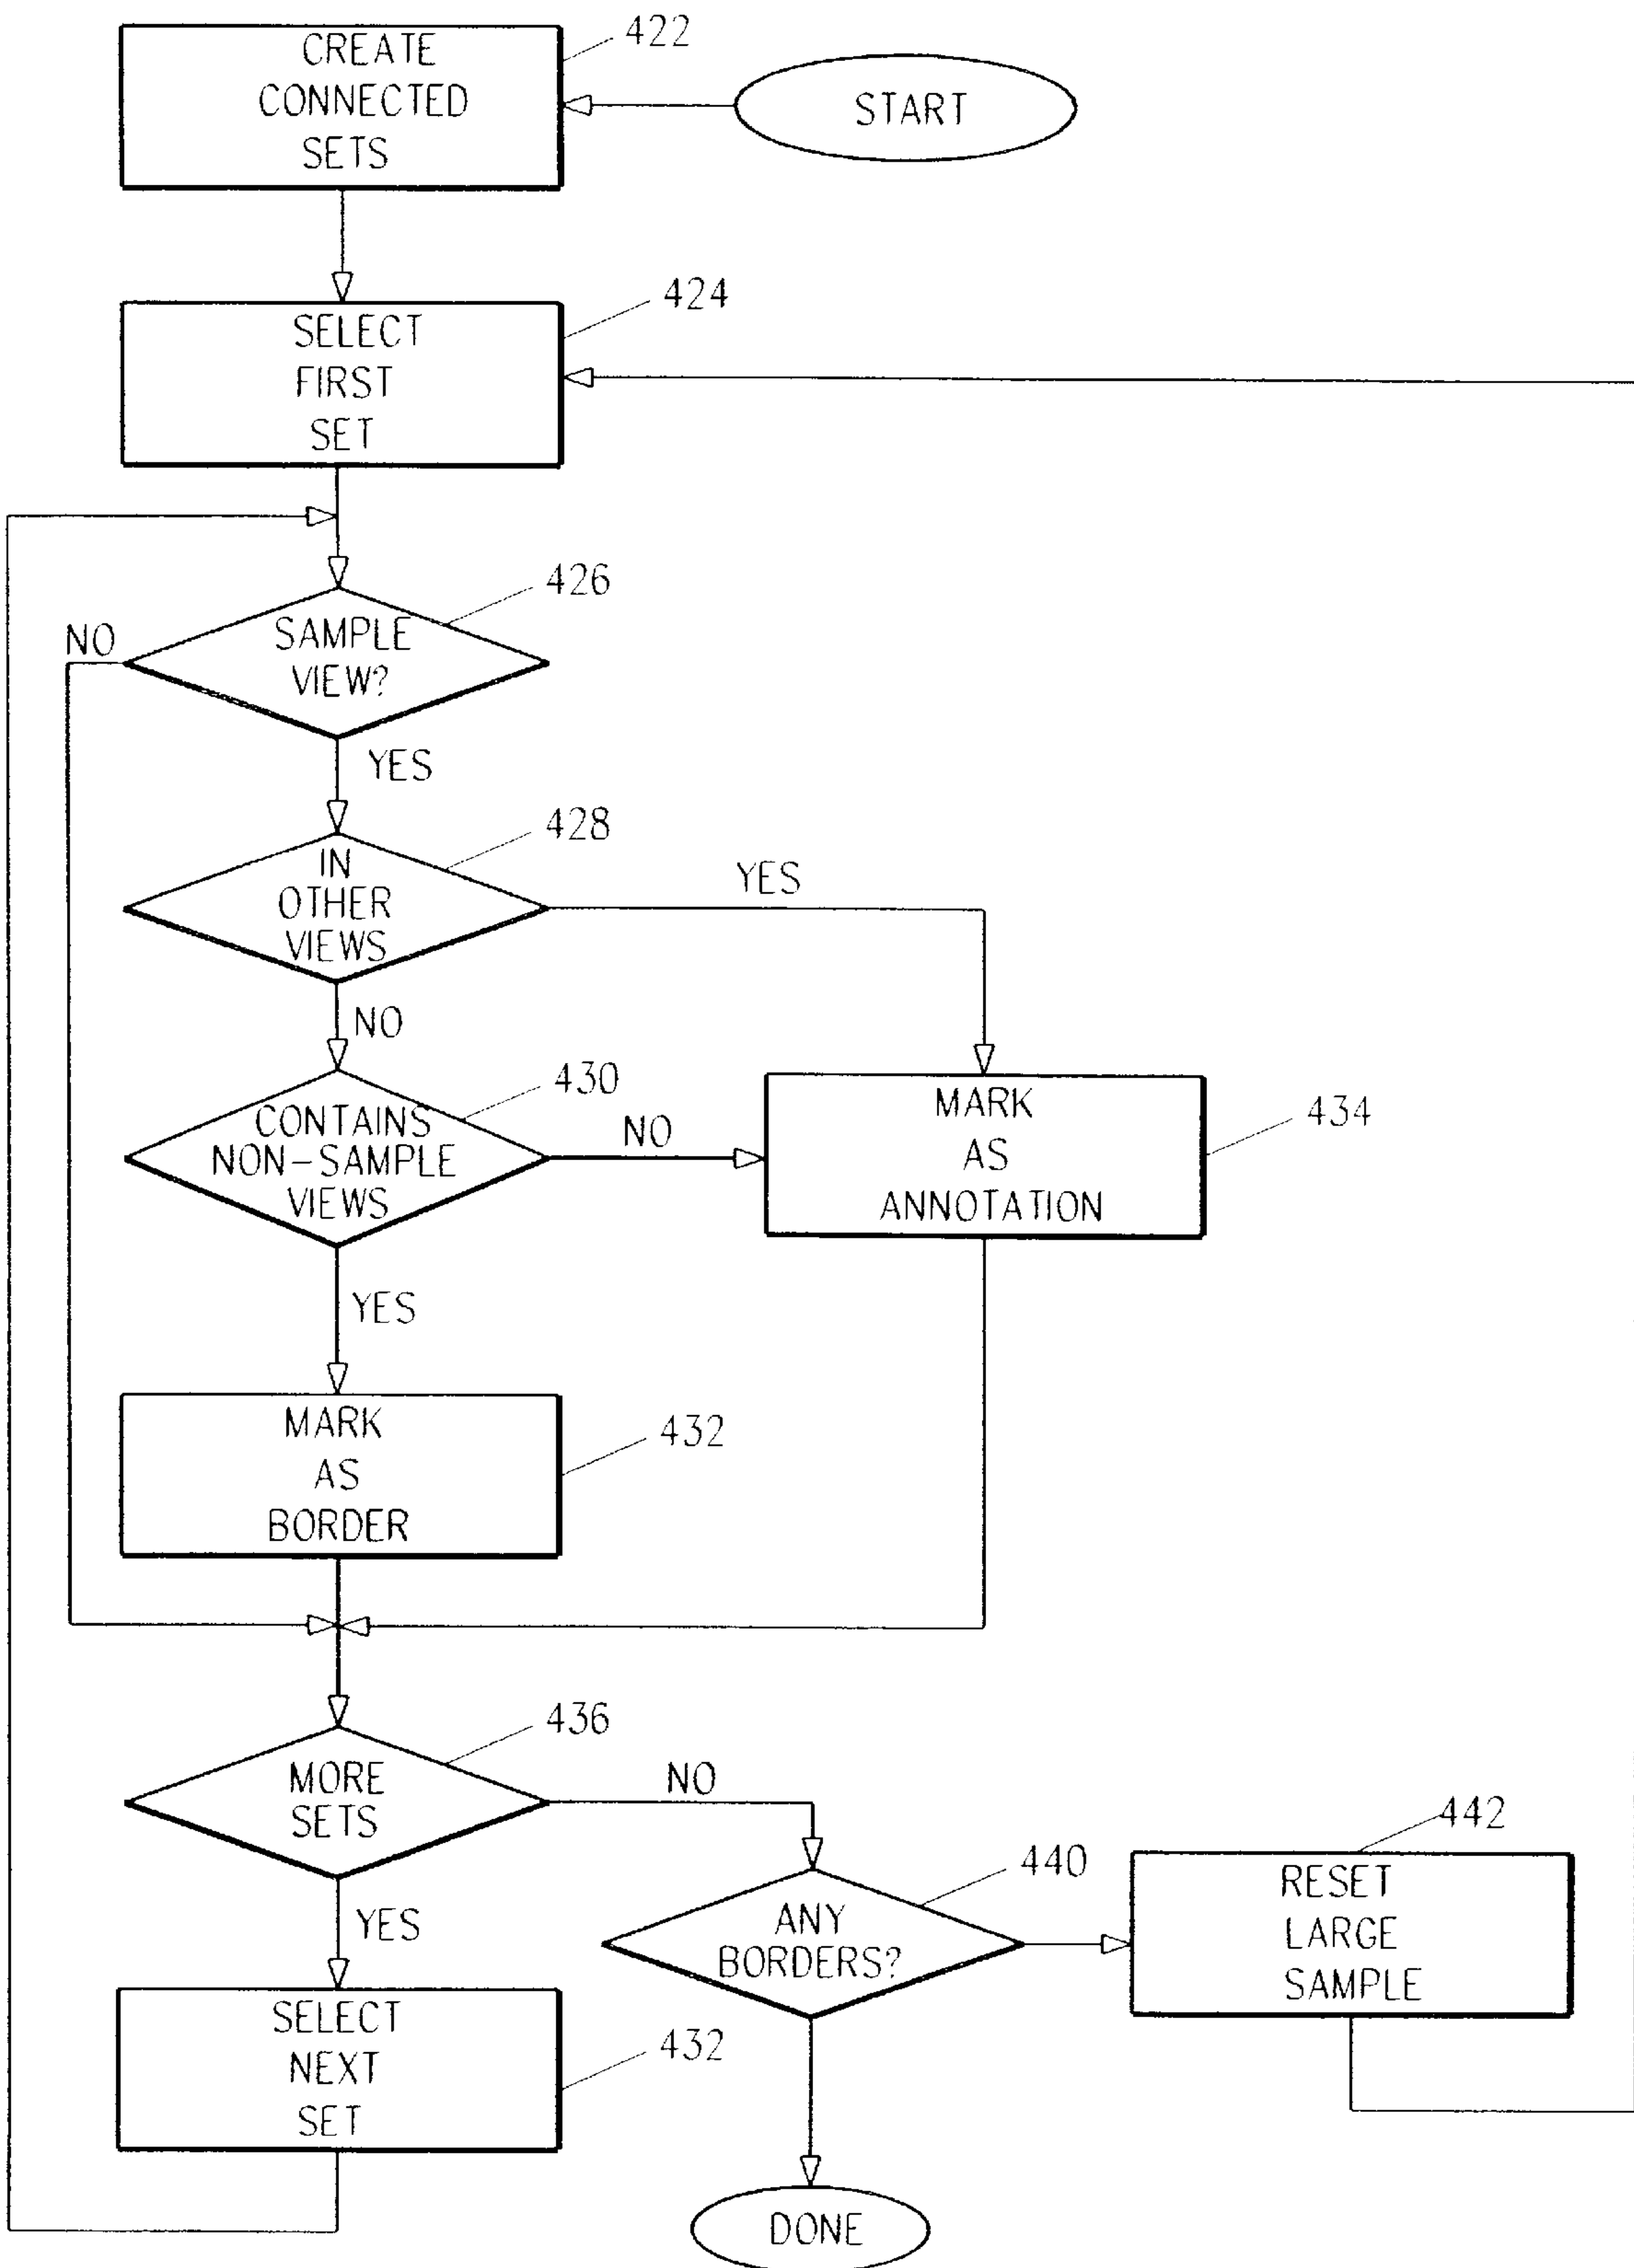 CREATE
CONNECTED
SETS
422
START
SELECT
FIRST
SET
424
SAMPLE
VIEW?
426
NO
YES
IN
OTHER
VIEWS
428
YES
NO
CONTAINS
NON-SAMPLE
VIEWS
430
NO
MARK
AS
ANNOTATION
434
YES
MARK
AS
BORDER
432
MORE
SETS
436
NO
YES
ANY
BORDERS?
440
RESET
LARGE
SAMPLE
442
SELECT
NEXT
SET
432
DONE